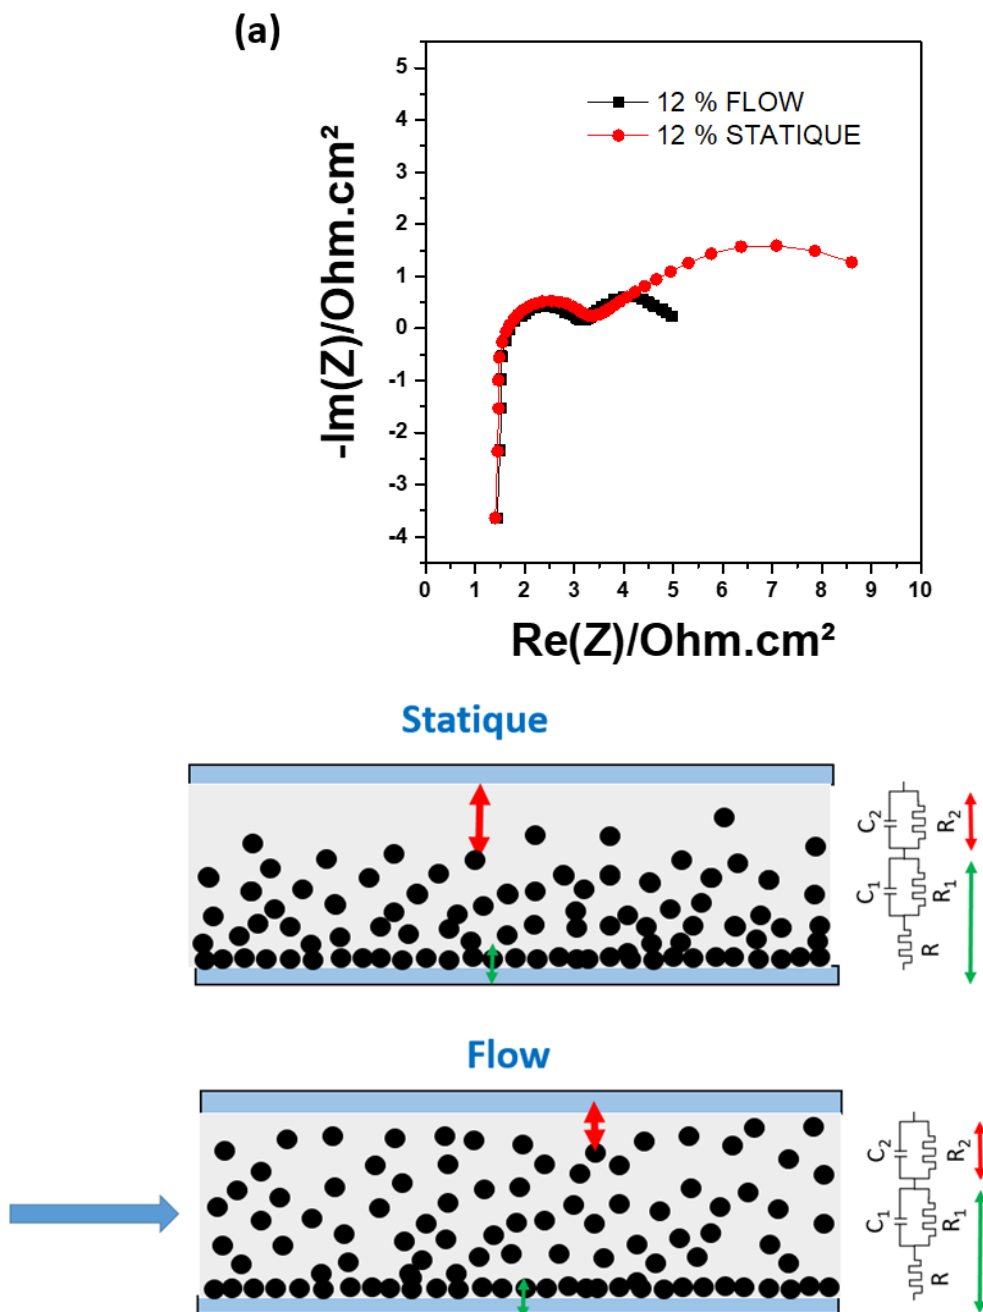 (a)
-Im(Z)/Ohm.cm²
5
4
3
2
1
0
-1
-2
-3
-4
12 % FLOW
12 % STATIQUE
0 1 2 3 4 5 6 7 8 9 10
Re(Z)/Ohm.cm²
Statique
C₂ R₂
C₁ R₁
R
Flow
C₂ R₂
C₁ R₁
R